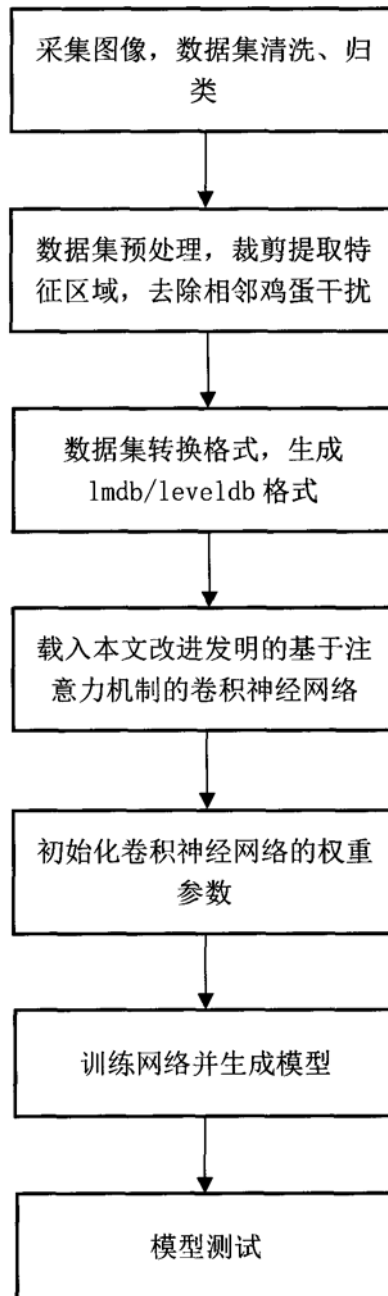 采集图像，数据集清洗、归
类
数据集预处理，裁剪提取特
征区域，去除相邻鸡蛋干扰
数据集转换格式，生成
lmdb/leveldb 格式
载入本文改进发明的基于注
意力机制的卷积神经网络
初始化卷积神经网络的权重
参数
训练网络并生成模型
模型测试